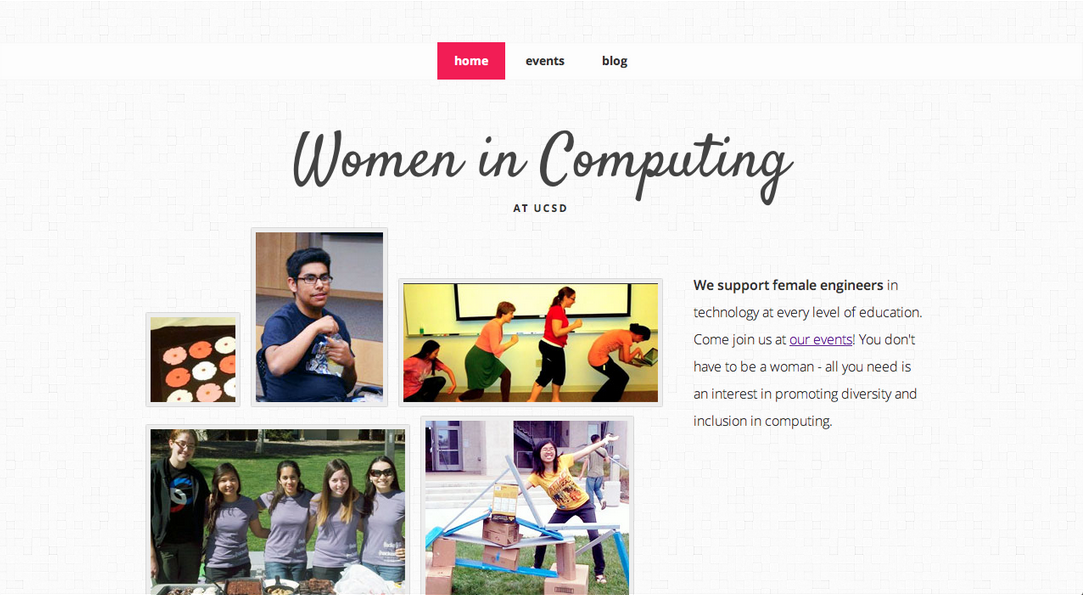 home events blog
Women in Computing
AT UCSD
We support female engineers in
technology at every level of education.
Come join us at our events! You don't
have to be a woman - all you need is
an interest in promoting diversity and
inclusion in computing.